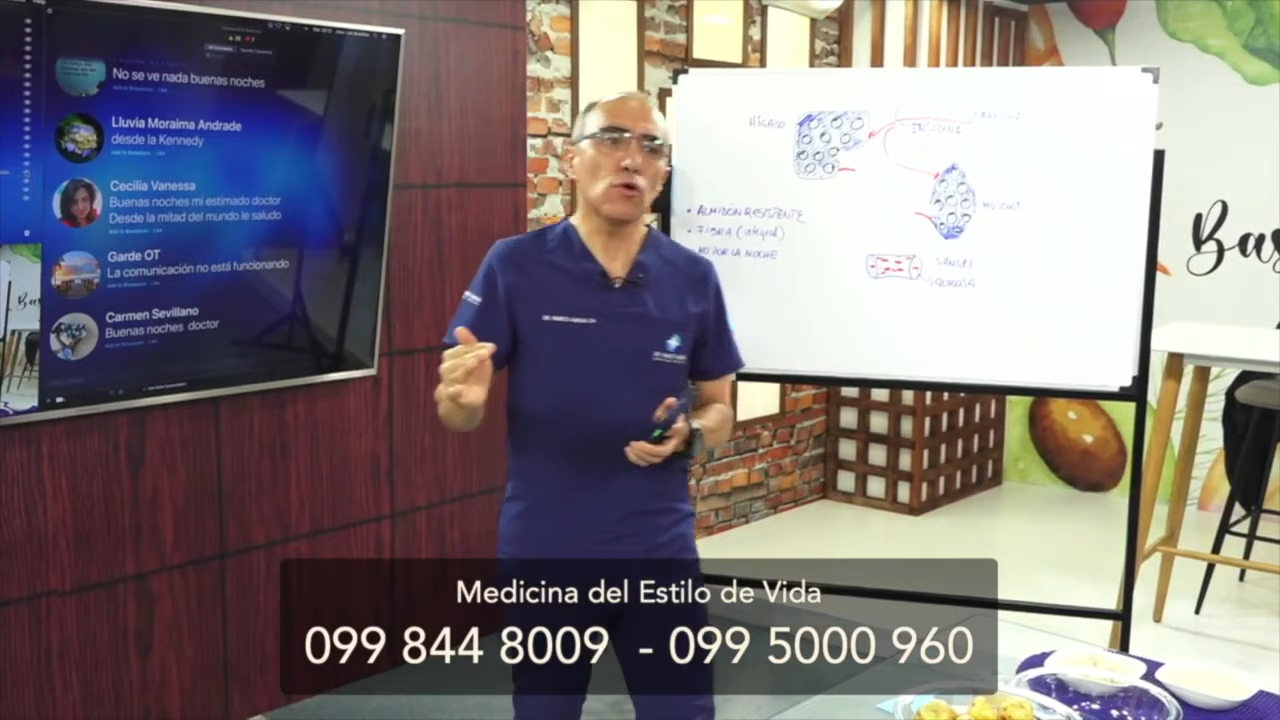 No se ve nada buenas noches
Lluvia Moraima Andrade
desde la Kennedy
Cecilia Vanessa
Buenas noches mi estimado doctor
Desde la mitad del mundo le saludo
Garde OT
La comunicación no está funcionando
Carmen Sevillano
Buenas noches doctor
HÍGADO
INSULINA
• ALMIDÓN RESISTENTE
• FIBRA (integral)
• NO POR LA NOCHE
SANGRE
Bas
Medicina del Estilo de Vida
099 844 8009 - 099 5000 960